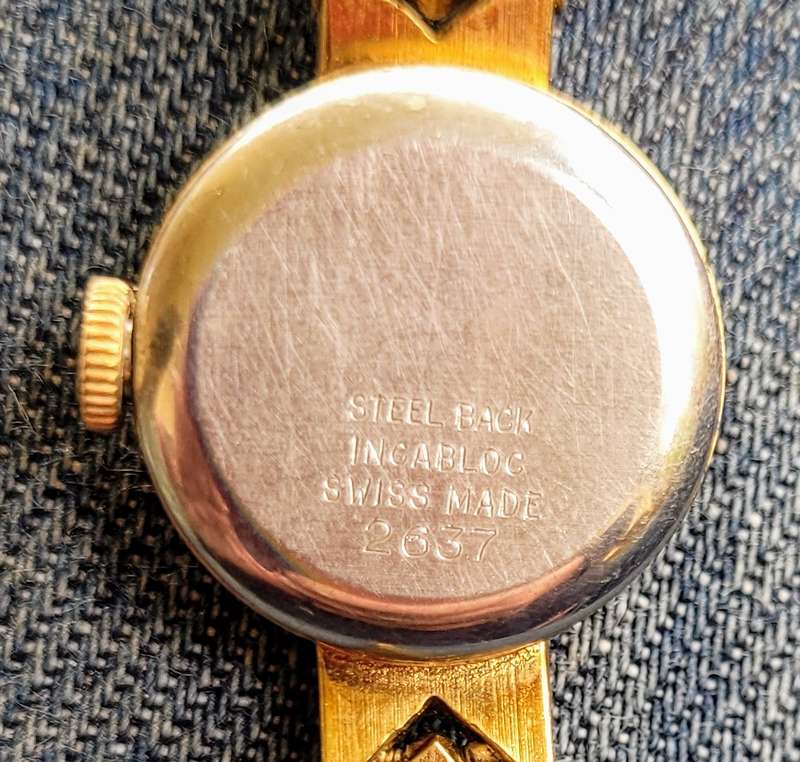 STEEL BACK
INCABLOC
SWISS MADE
2637